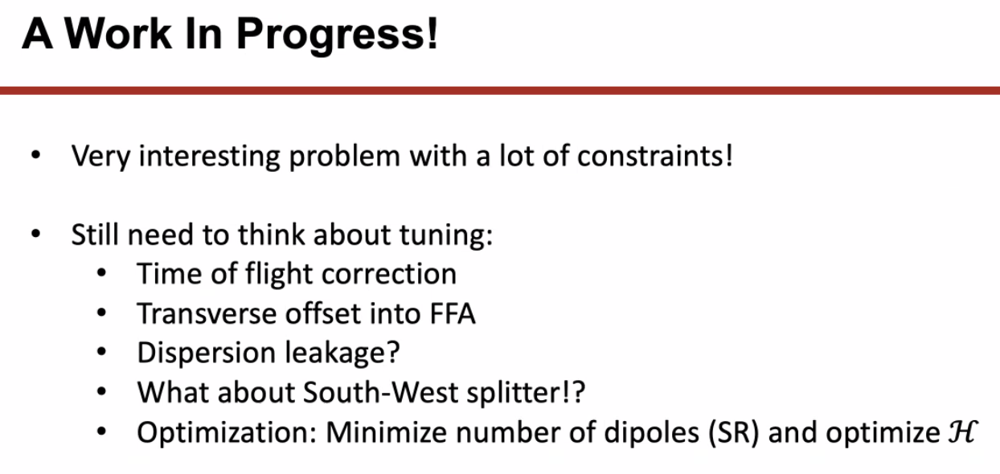 A Work In Progress!
• Very interesting problem with a lot of constraints!
• Still need to think about tuning:
• Time of flight correction
• Transverse offset into FFA
• Dispersion leakage?
• What about South-West splitter!?
• Optimization: Minimize number of dipoles (SR) and optimize ℋ